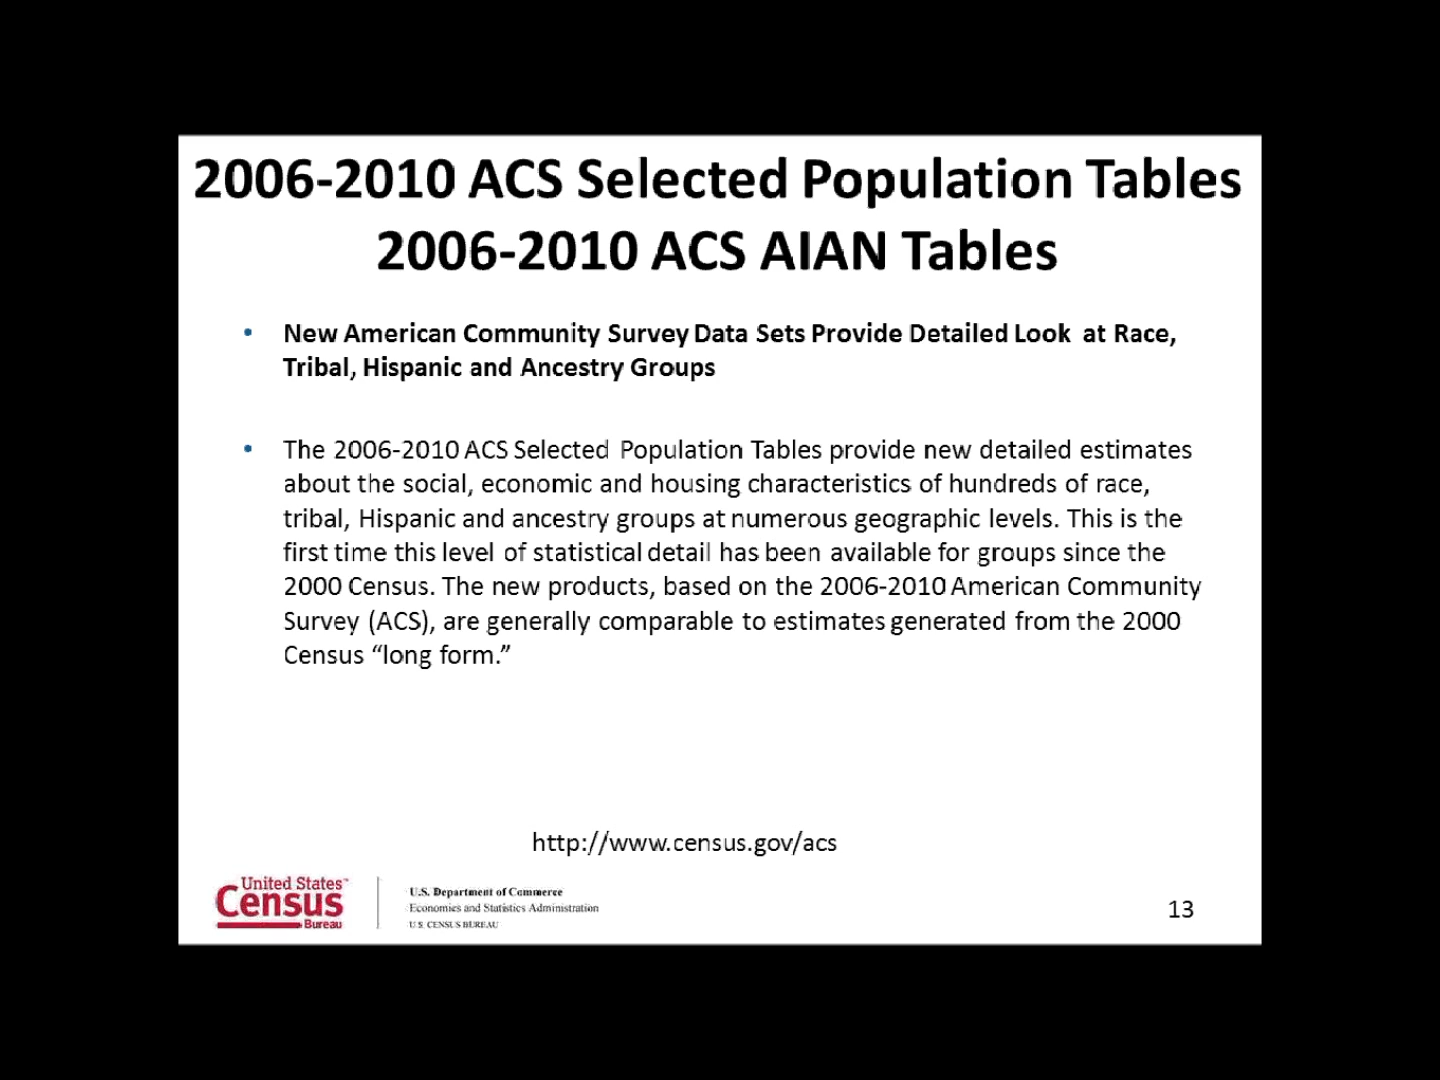 2006-2010 ACS Selected Population Tables
2006-2010 ACS AIAN Tables
• New American Community Survey Data Sets Provide Detailed Look at Race,
Tribal, Hispanic and Ancestry Groups
• The 2006-2010 ACS Selected Population Tables provide new detailed estimates
about the social, economic and housing characteristics of hundreds of race,
tribal, Hispanic and ancestry groups at numerous geographic levels. This is the
first time this level of statistical detail has been available for groups since the
2000 Census. The new products, based on the 2006-2010 American Community
Survey (ACS), are generally comparable to estimates generated from the 2000
Census “long form.”
http://www.census.gov/acs
United States™
Census
Bureau
U.S. Department of Commerce
Economics and Statistics Administration
U.S. CENSUS BUREAU
13